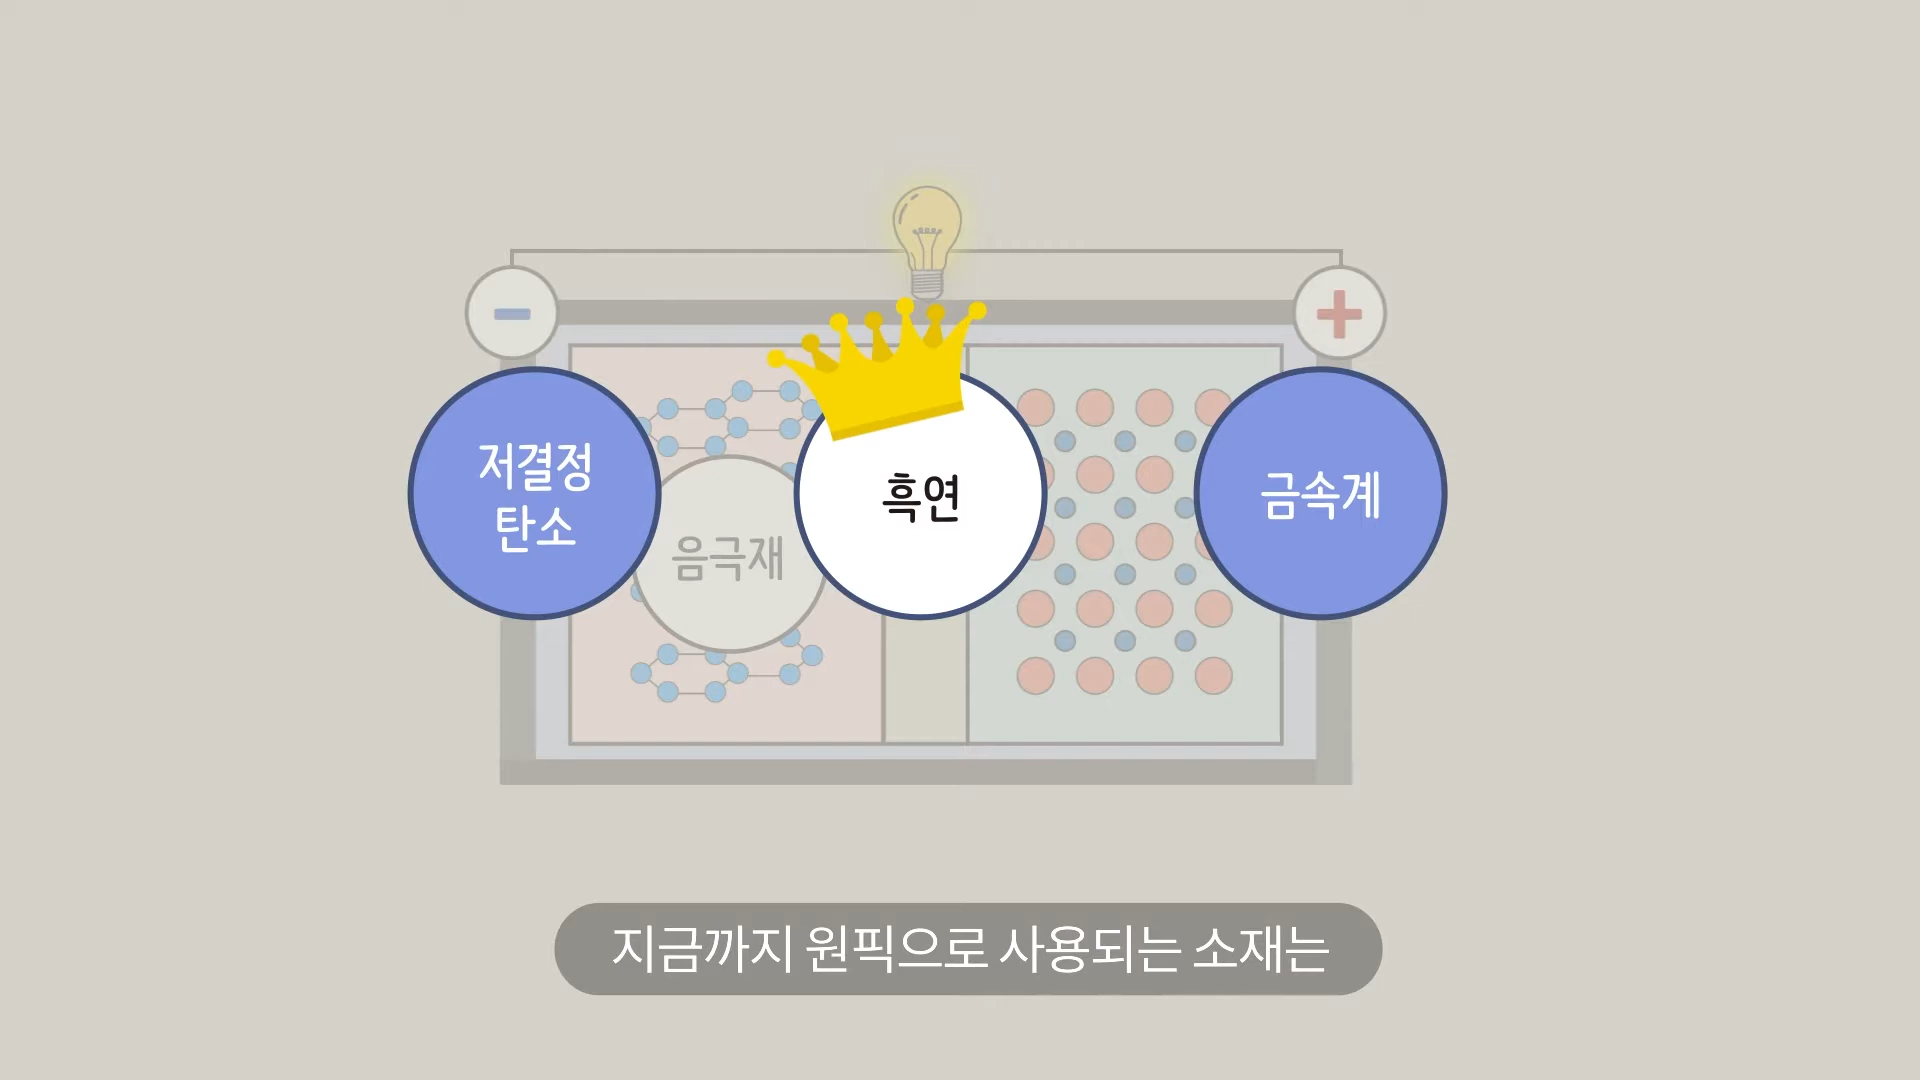 저결정
탄소
음극재
흑연
금속계
지금까지 원픽으로 사용되는 소재는